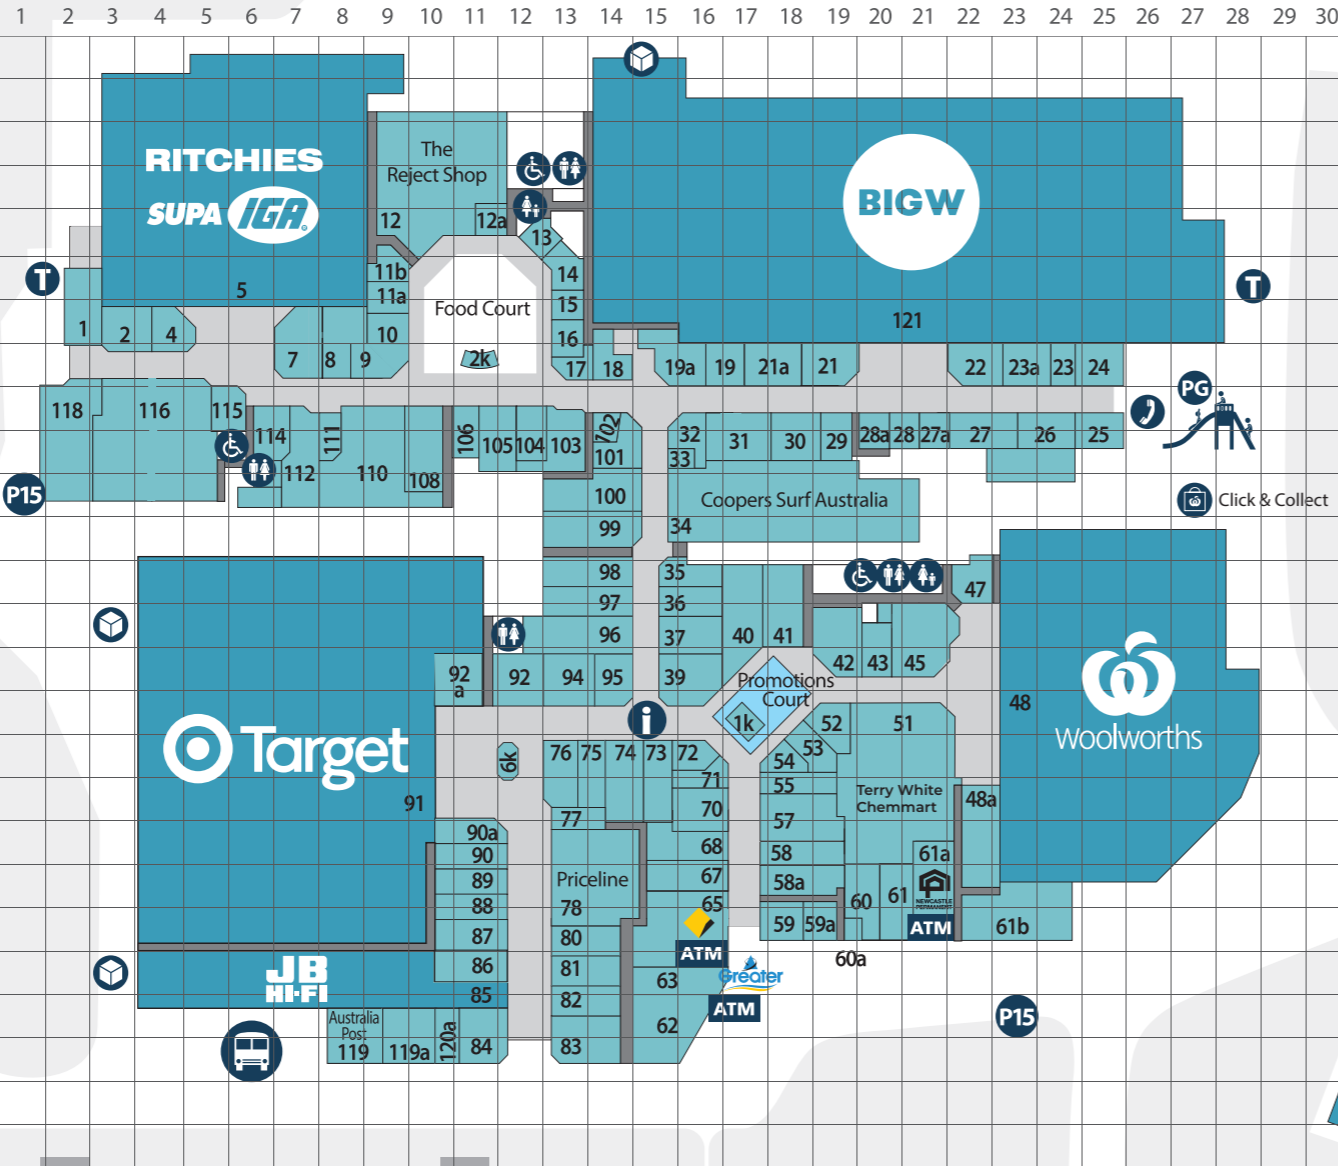 1 2 3 4 5 6 7 8 9 10 11 12 13 14 15 16 17 18 19 20 21 22 23 24 25 26 27 28 29 30
RITCHIES
SUPA IGA
5
The
Reject Shop
12
12a
13
BIG W
121
T
T
11b
11a
10
14
15
16
Food Court
2k
1
2
4
7
8
9
17
18
19a
19
21a
21
22
23a
23
24
PG
118
116
115
114
111
112
110
108
106
105
104
103
102
101
32
33
31
30
29
28a
28
27a
27
26
25
P15
100
99
Coopers Surf Australia
34
Click & Collect
98
97
96
35
36
37
39
40
41
42
43
45
47
92
a
92
94
95
Promotions
Court
1k
48
Woolworths
Target
91
i
6k
76
75
74
73
72
71
70
68
67
65
77
Priceline
78
52
53
54
51
55
57
58
58a
59
59a
60
60a
61
61a
Terry White
Chemmart
48a
NEWCASTLE
PERMANENT
ATM
61b
90a
90
89
88
87
86
85
80
81
82
83
ATM
63
62
Greater
ATM
JB
HI-FI
P15
Australia
Post
119
119a
120a
84